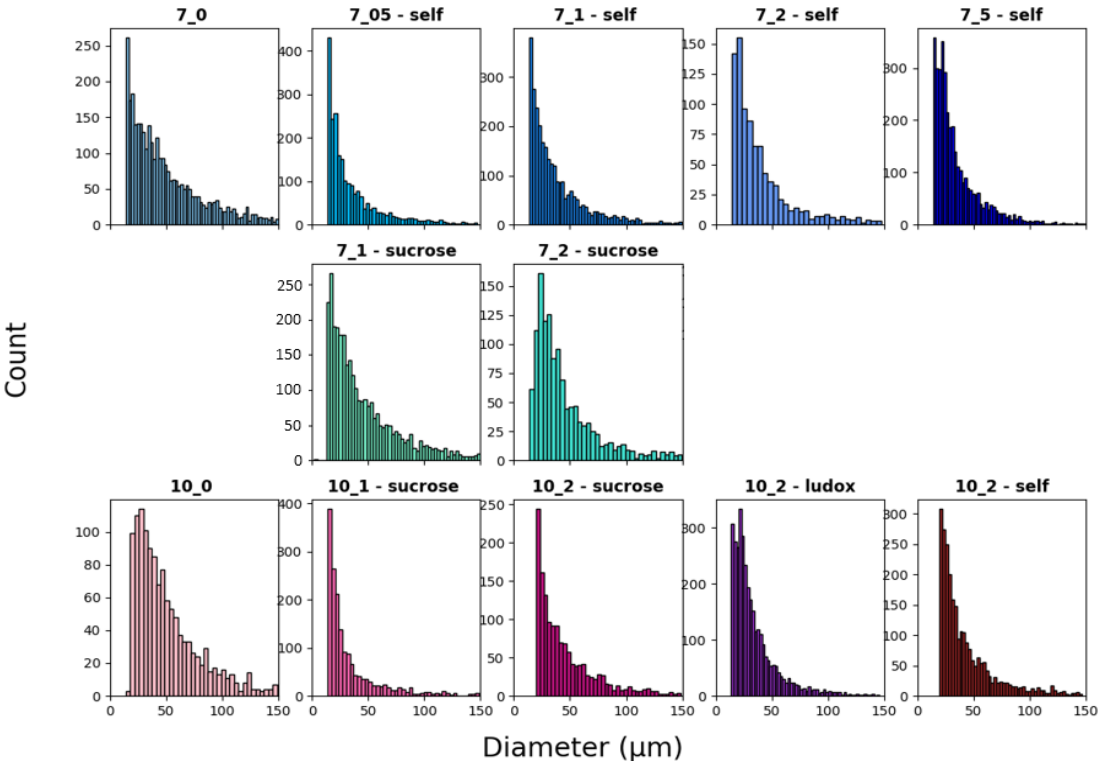 7_0 7_05 - self 7_1 - self 7_2 - self 7_5 - self
250 400 300 150 300
200 300 200 125 200
150 200 100 100 100
100 100 0 75 0
50 0 50
0 25
0
7_1 - sucrose 7_2 - sucrose
250 150
200 125
150 100
100 75
50 50
0 25
0
Count
10_0 10_1 - sucrose 10_2 - sucrose 10_2 - ludox 10_2 - self
100 400 250 300 300
80 300 200 200 250
60 200 150 100 200
40 100 100 0 150
20 0 50 100
0 0 50
0
0 50 100 150 0 50 100 150 0 50 100 150 0 50 100 150 0 50 100 150
Diameter (μm)